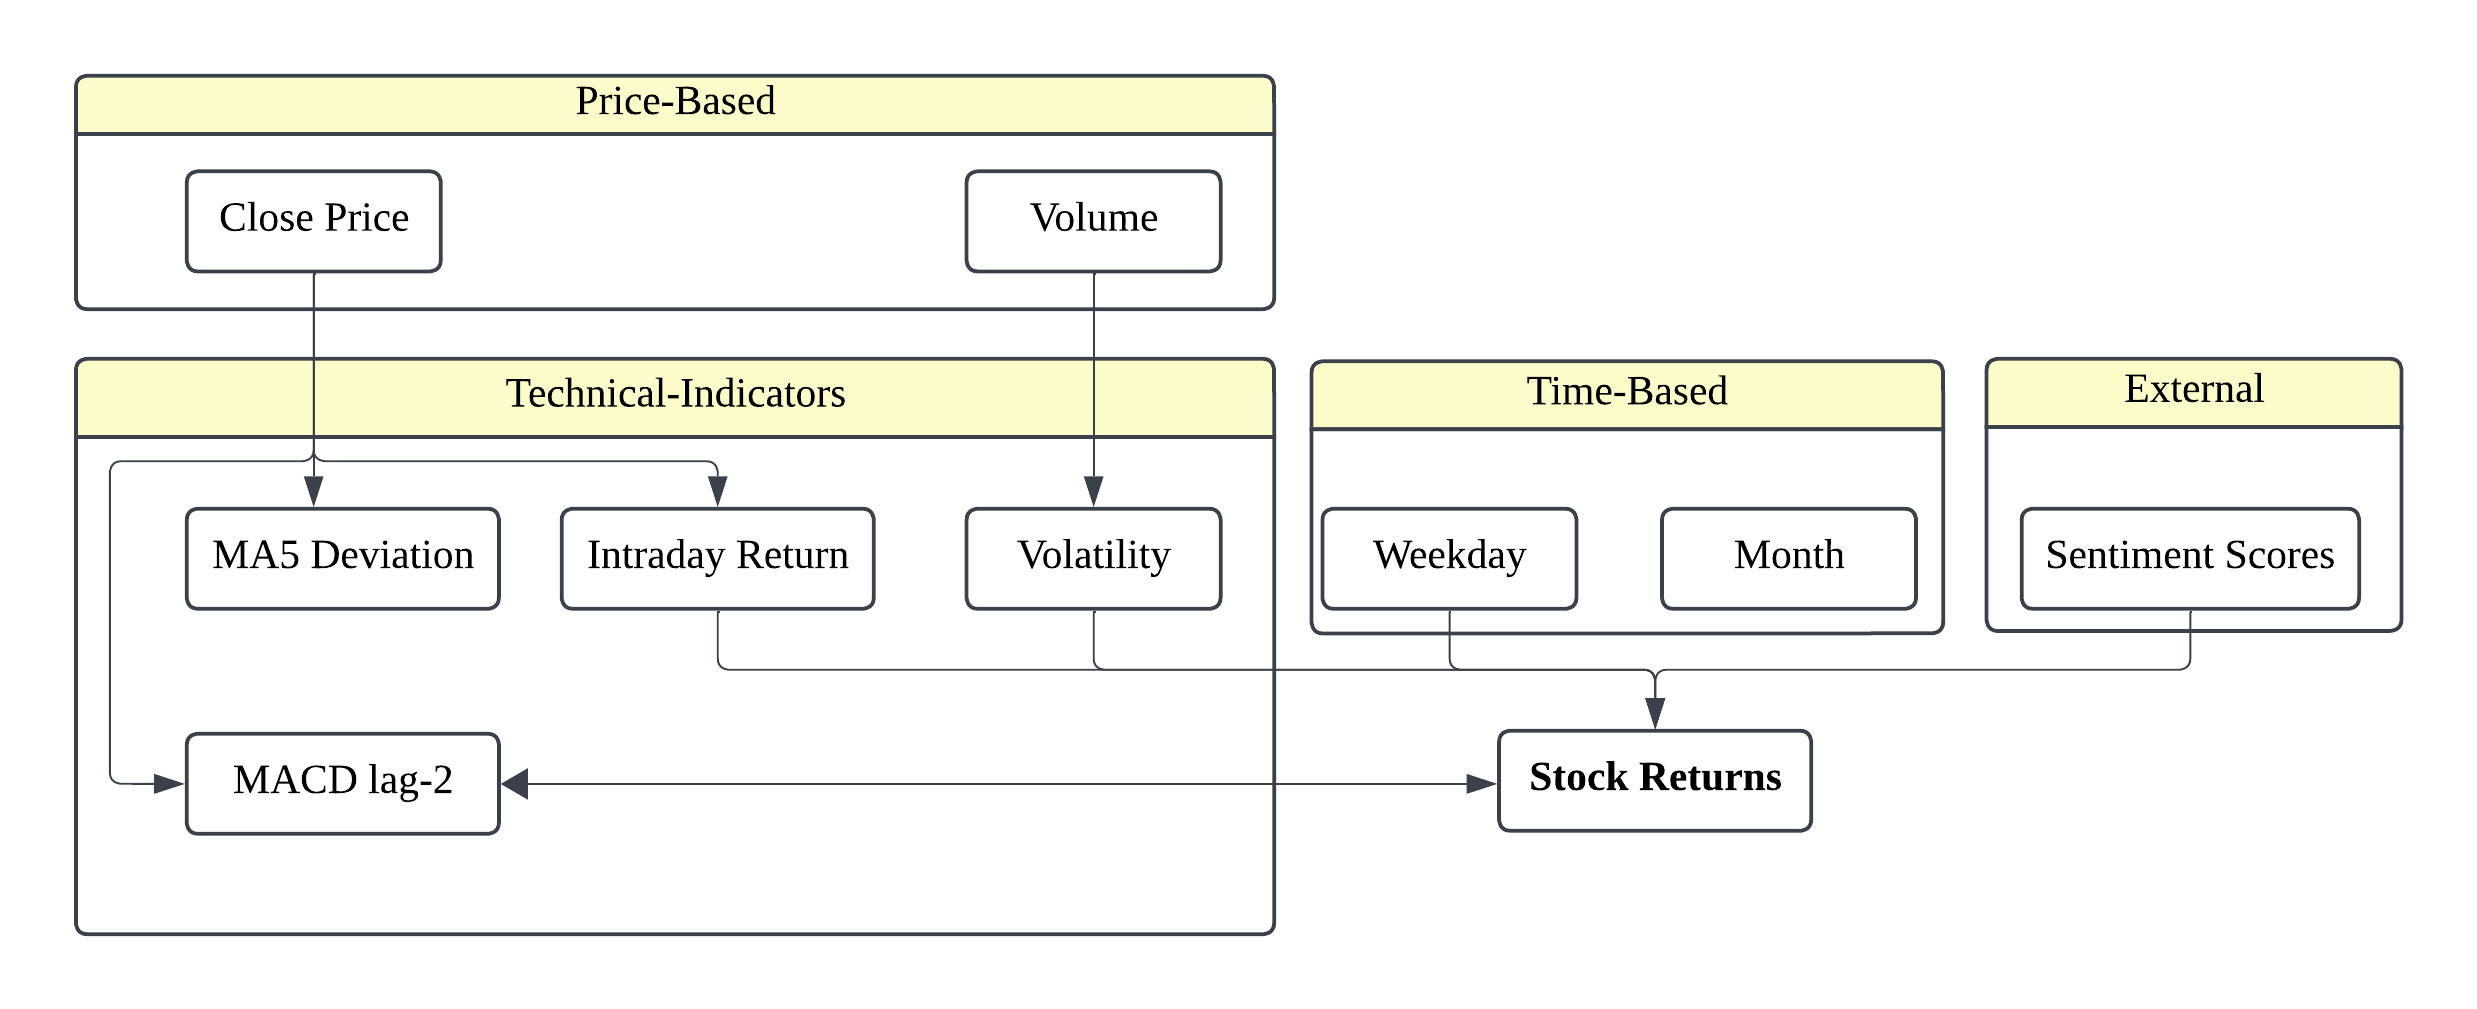 Price-Based
Close Price
Volume
Technical-Indicators
Time-Based
External
MA5 Deviation
Intraday Return
Volatility
Weekday
Month
Sentiment Scores
MACD lag-2
Stock Returns